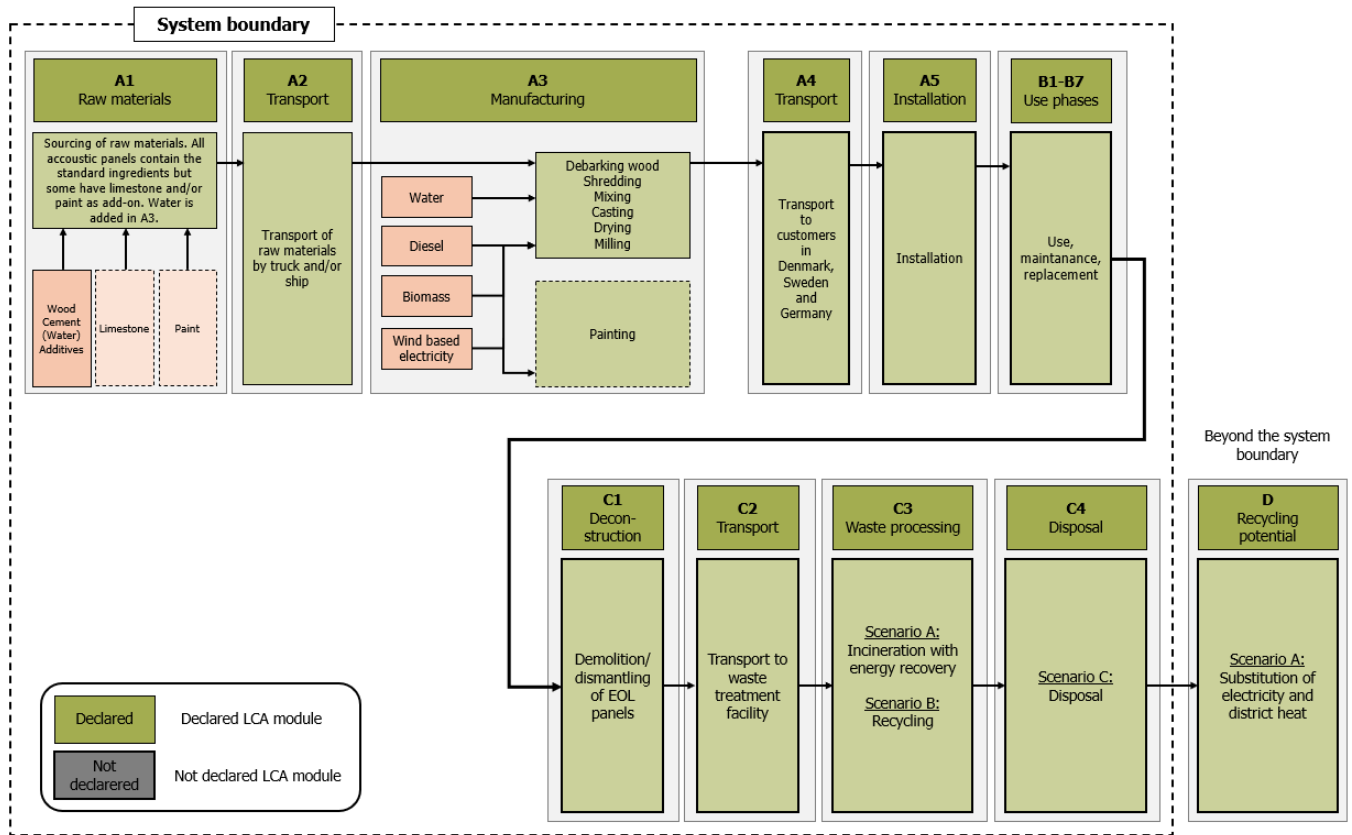 System boundary
A1
Raw materials
Sourcing of raw materials. All
accoustic panels contain the
standard ingredients but
some have limestone and/or
paint as add-on. Water is
added in A3.
Wood
Cement
(Water)
Additives
Limestone
Paint
A2
Transport
Transport of
raw materials
by truck and/or
ship
A3
Manufacturing
Water
Diesel
Biomass
Wind based
electricity
Debarking wood
Shredding
Mixing
Casting
Drying
Milling
Painting
A4
Transport
Transport
to
customers
in
Denmark,
Sweden
and
Germany
A5
Installation
Installation
B1-B7
Use phases
Use,
maintanance,
replacement
C1
Decon-
struction
Demolition/
dismantling
of EOL
panels
C2
Transport
Transport to
waste
treatment
facility
C3
Waste processing
Scenario A:
Incineration with
energy recovery
Scenario B:
Recycling
C4
Disposal
Scenario C:
Disposal
Beyond the system
boundary
D
Recycling
potential
Scenario A:
Substitution of
electricity and
district heat
Declared
Declared LCA module
Not
declarered
Not declared LCA module